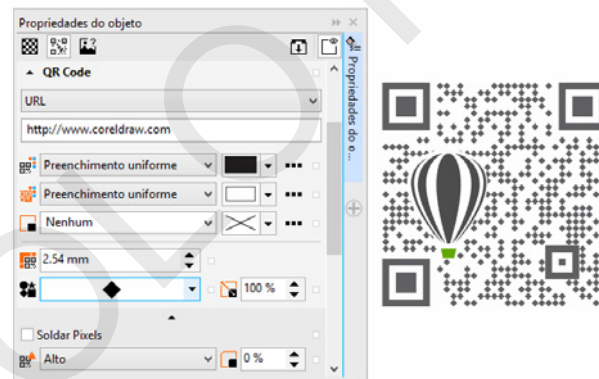 Propriedades do objeto
QR Code
URL
http://www.coreldraw.com
Preenchimento uniforme
Preenchimento uniforme
Nenhum
2.54 mm
100 %
Soldar Pixels
Alto
0 %
Propriedades do o...